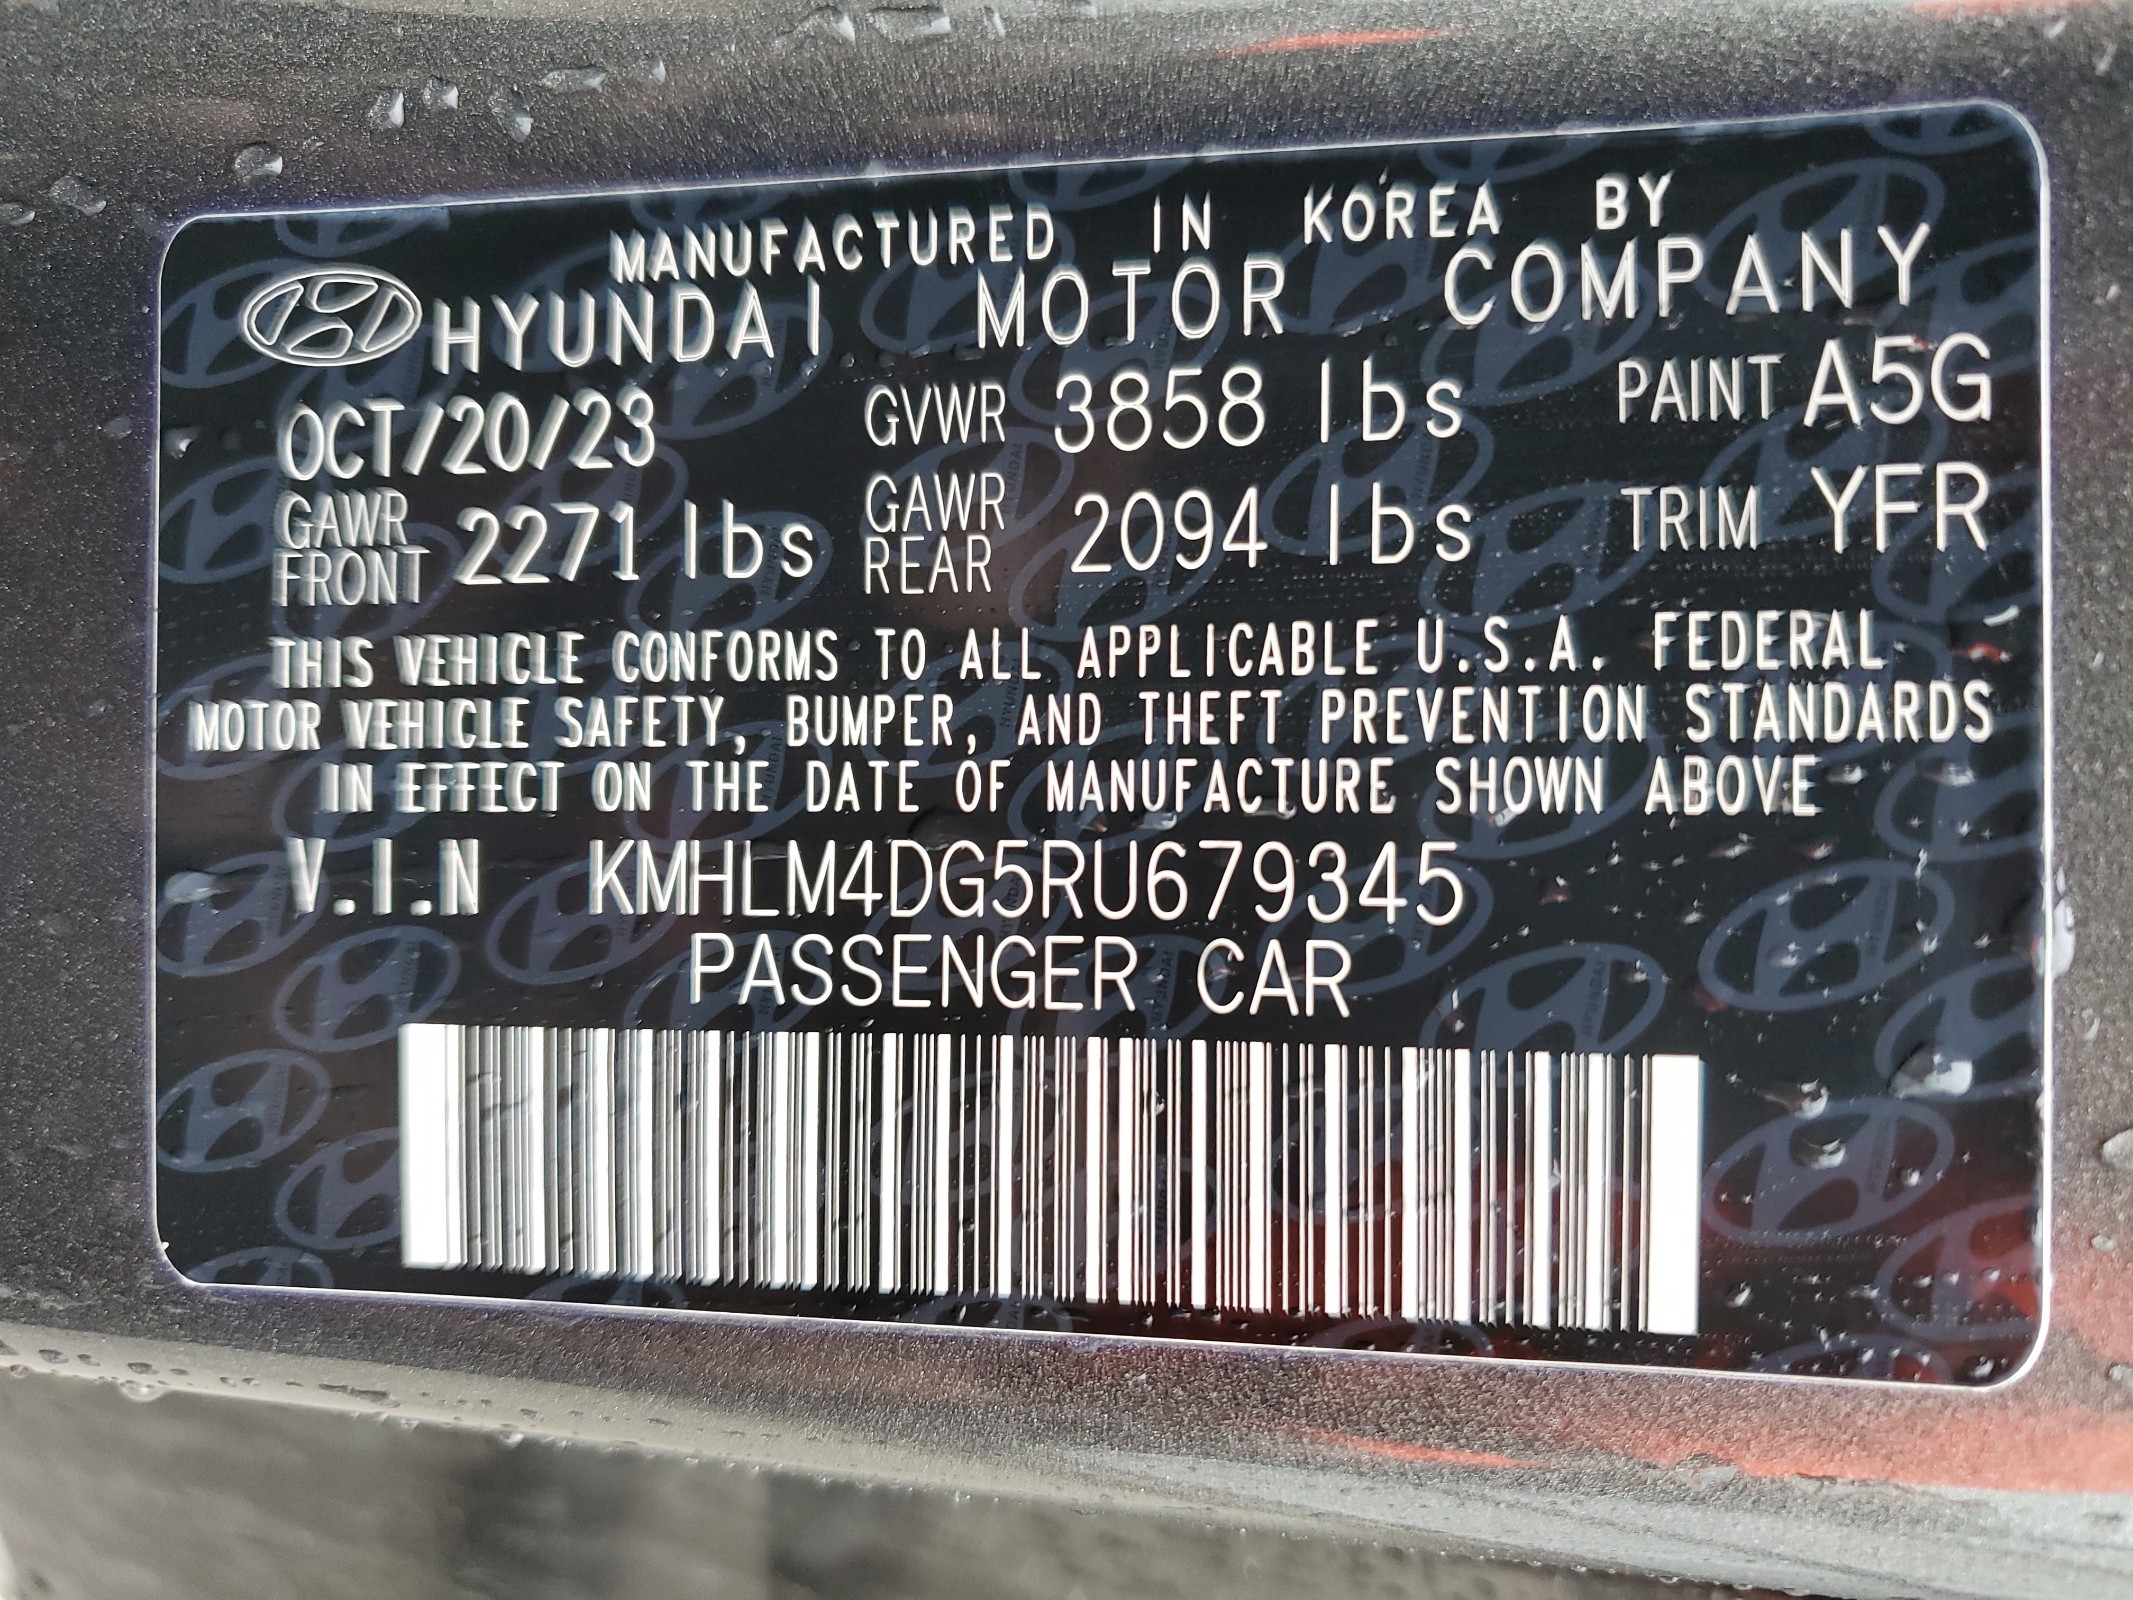 MANUFACTURED IN KOREA BY
HYUNDAI MOTOR COMPANY
OCT/20/23 GVWR 3858 lbs PAINT A5G
GAWR FRONT 2271 lbs GAWR REAR 2094 lbs TRIM YFR
THIS VEHICLE CONFORMS TO ALL APPLICABLE U.S.A. FEDERAL
MOTOR VEHICLE SAFETY, BUMPER, AND THEFT PREVENTION STANDARDS
IN EFFECT ON THE DATE OF MANUFACTURE SHOWN ABOVE
V.I.N KMHLM4DG5RU679345
PASSENGER CAR